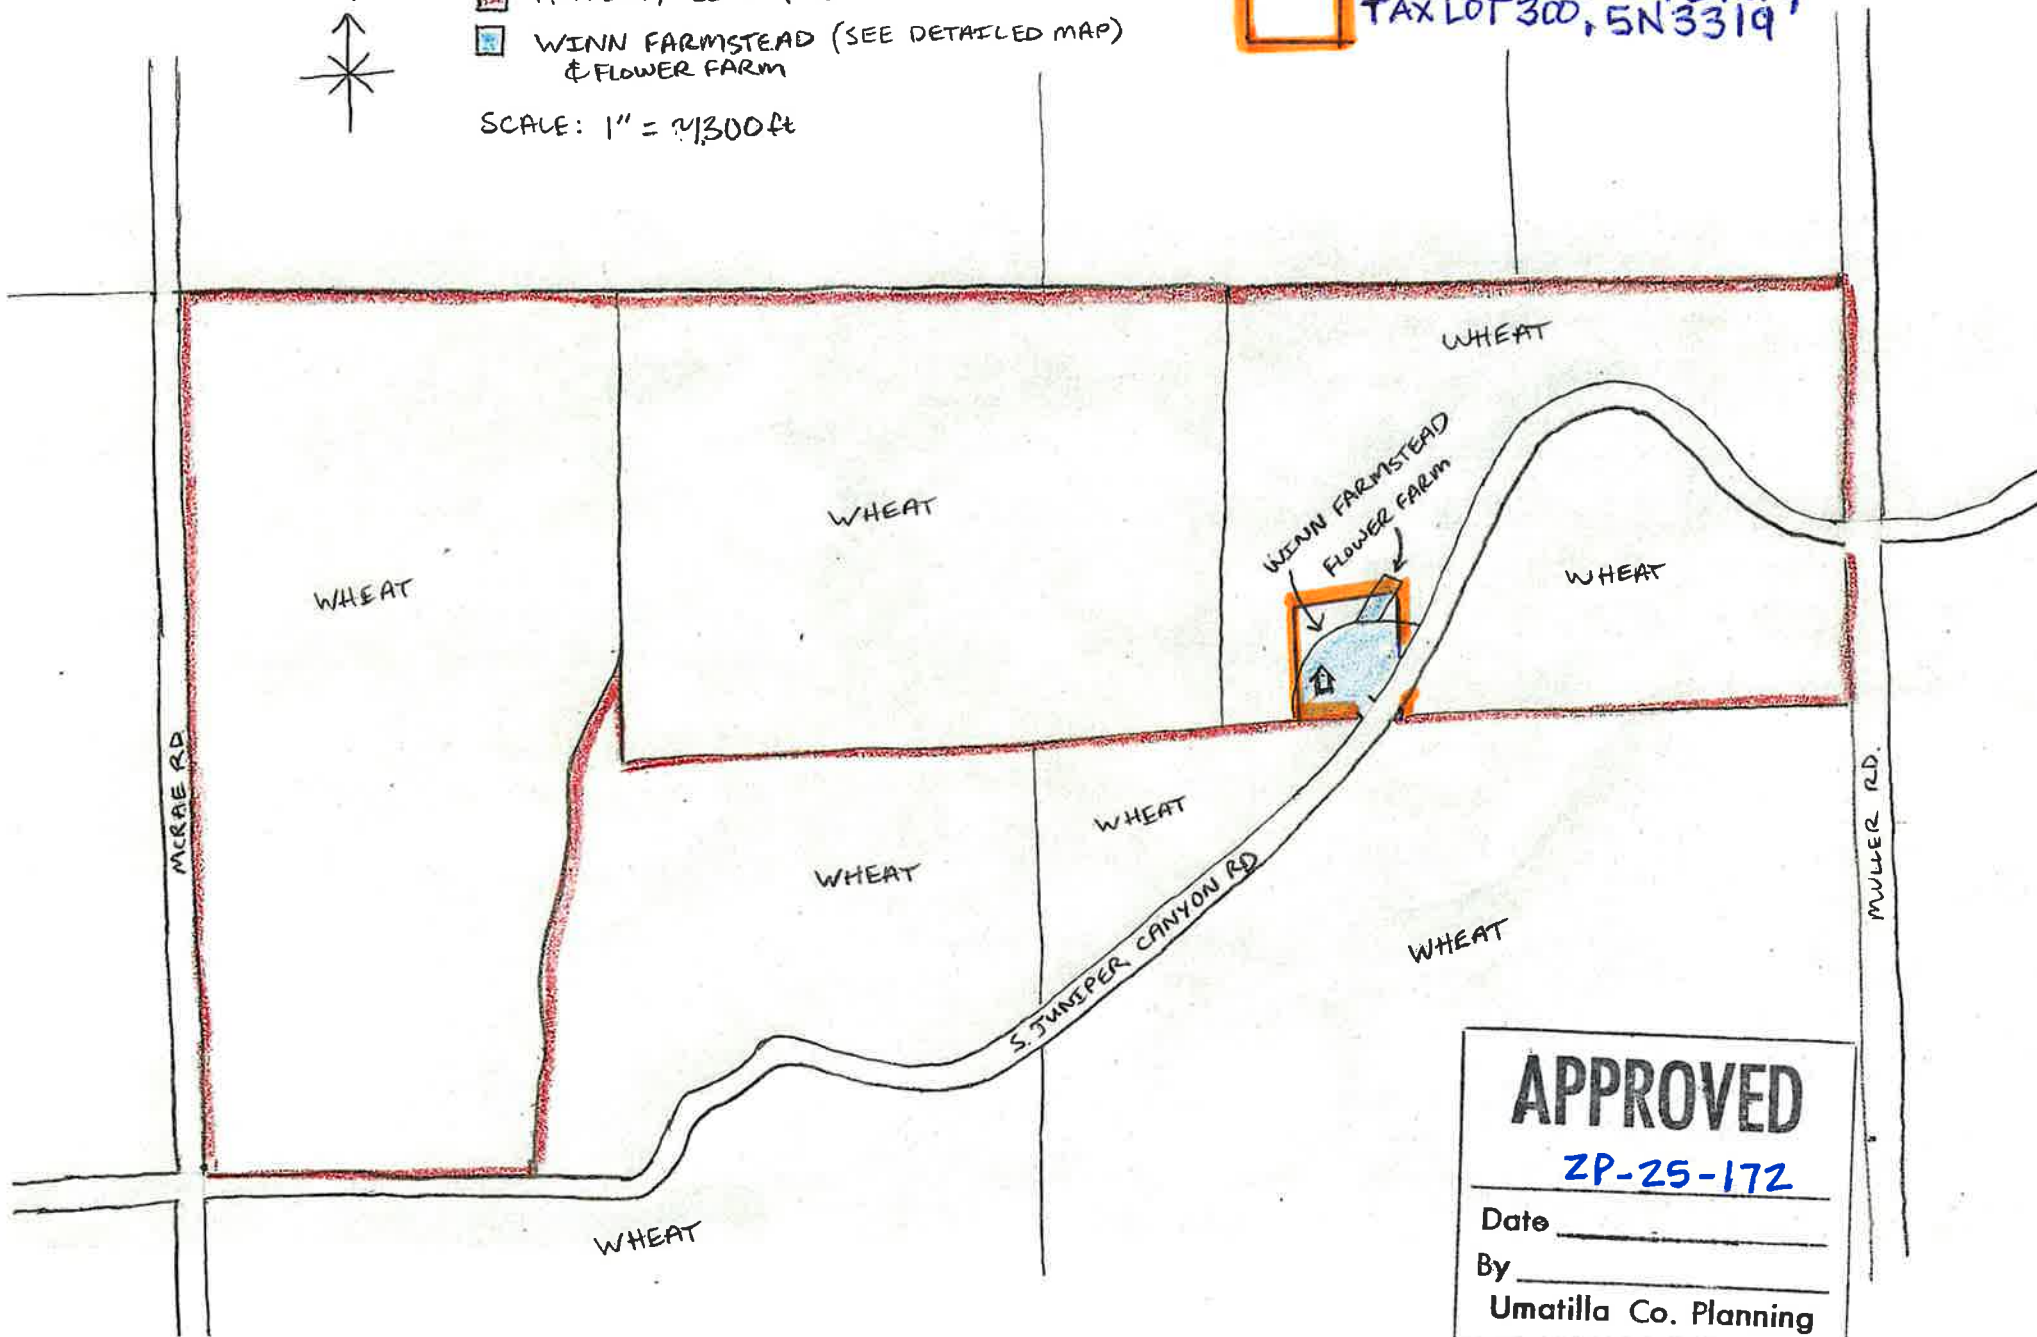 WINN FARMSTEAD (SEE DETAILED MAP)
& FLOWER FARM
SCALE: 1" = ~1,300 ft
TAX LOT 300, 5N3319
WHEAT
WINN FARMSTEAD
FLOWER FARM
WHEAT
WHEAT
WHEAT
MCRAE RD
WHEAT
WHEAT
MULLER RD.
S. JUNIPER CANYON RD
WHEAT
WHEAT
APPROVED
ZP-25-172
Date
By
Umatilla Co. Planning